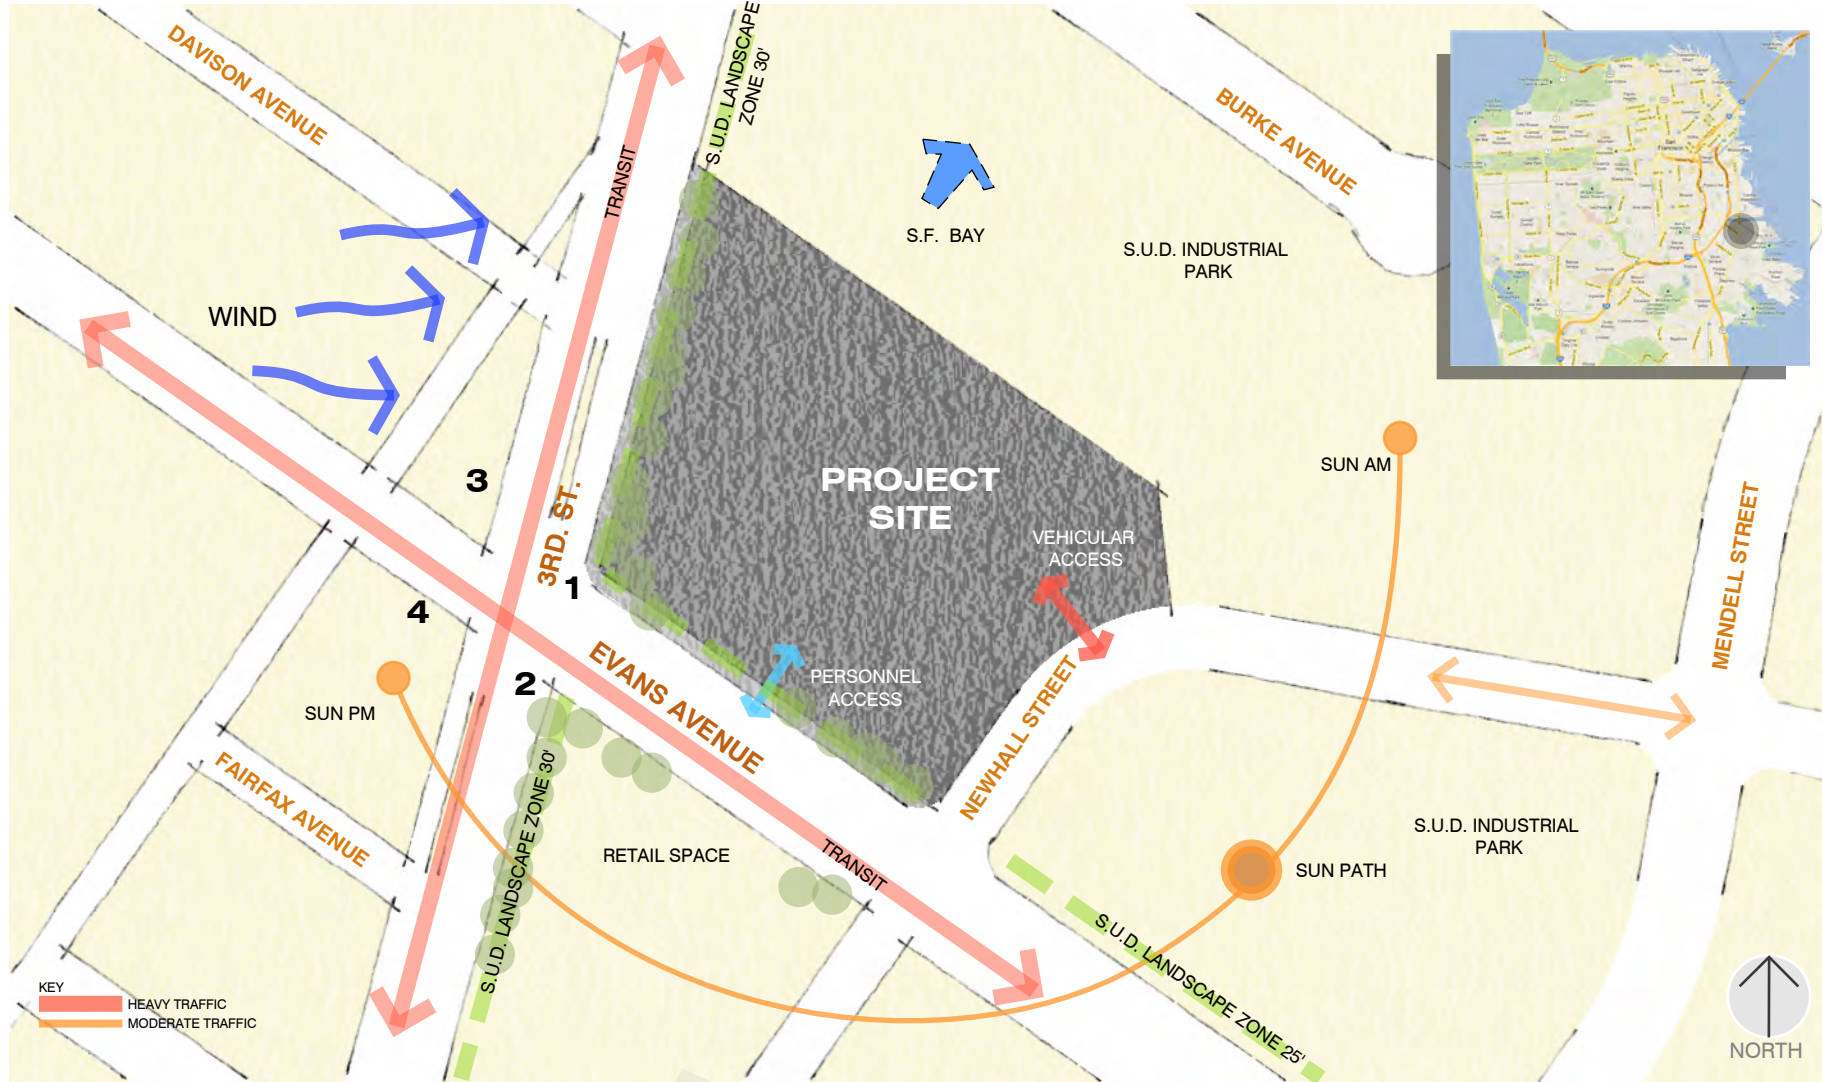 DAVISON AVENUE
S.U.D. LANDSCAPE
ZONE 30'
BURKE AVENUE
TRANSIT
S.F. BAY
S.U.D. INDUSTRIAL
PARK
WIND
San Francisco
SUN AM
PROJECT
SITE
VEHICULAR
ACCESS
3
3RD. ST.
1
4
MENDELL STREET
2
EVANS AVENUE
PERSONNEL
ACCESS
NEWHALL STREET
SUN PM
FAIRFAX AVENUE
S.U.D. LANDSCAPE ZONE 30'
RETAIL SPACE
TRANSIT
SUN PATH
S.U.D. INDUSTRIAL
PARK
S.U.D. LANDSCAPE ZONE 25'
KEY
HEAVY TRAFFIC
MODERATE TRAFFIC
NORTH